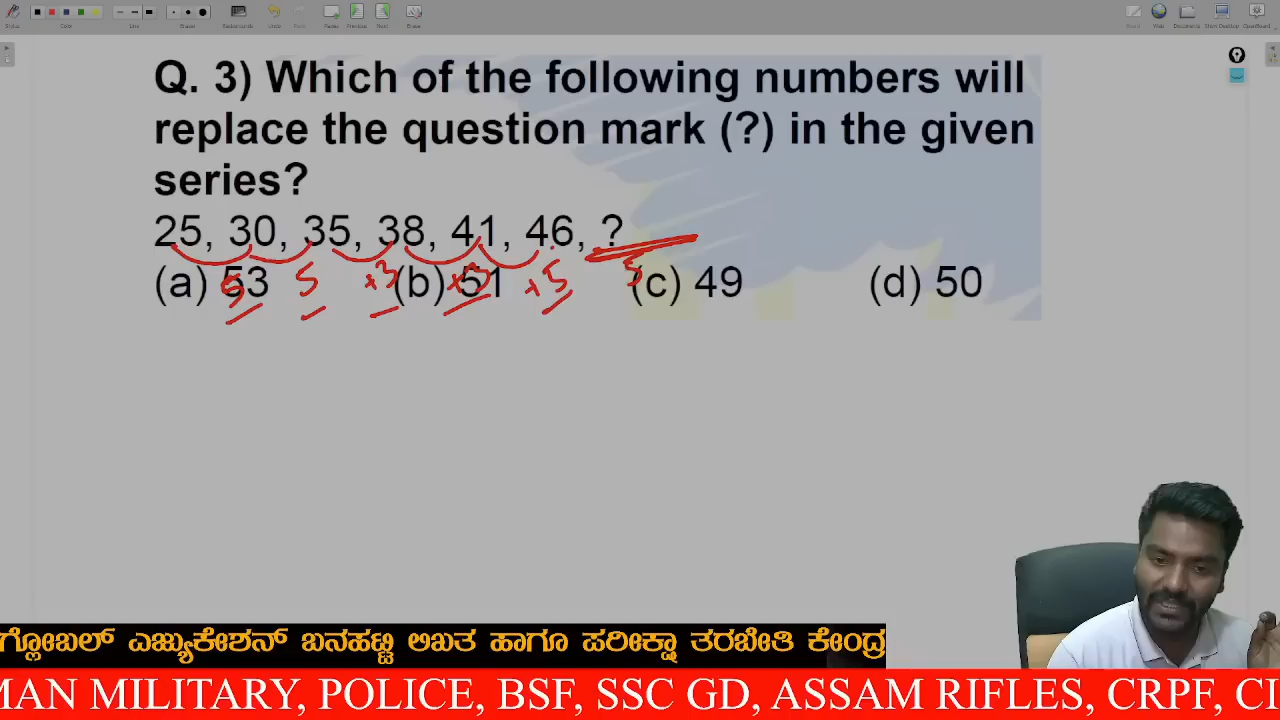 Q. 3) Which of the following numbers will
replace the question mark (?) in the given
series?
25, 30, 35, 38, 41, 46, ?
5 5 +3 +3 +5 5
(a) 53 (b) 51 (c) 49 (d) 50
ಗ್ಲೋಬಲ್ ಎಜ್ಯುಕೇಶನ್ ಬನಹಟ್ಟಿ ಲಿಖಿತ ಹಾಗೂ ಪರೀಕ್ಷಾ ತರಬೇತಿ ಕೇಂದ್ರ
MAN MILITARY, POLICE, BSF, SSC GD, ASSAM RIFLES, CRPF, CI